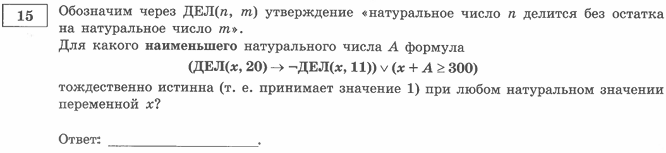 15 Обозначим через ДЕЛ(n, m) утверждение «натуральное число n делится без остатка
на натуральное число m».
Для какого наименьшего натурального числа A формула
(ДЕЛ(x, 20) → ¬ДЕЛ(x, 11)) ∨ (x + A ≥ 300)
тождественно истинна (т. е. принимает значение 1) при любом натуральном значении
переменной x?
Ответ: ____________________.